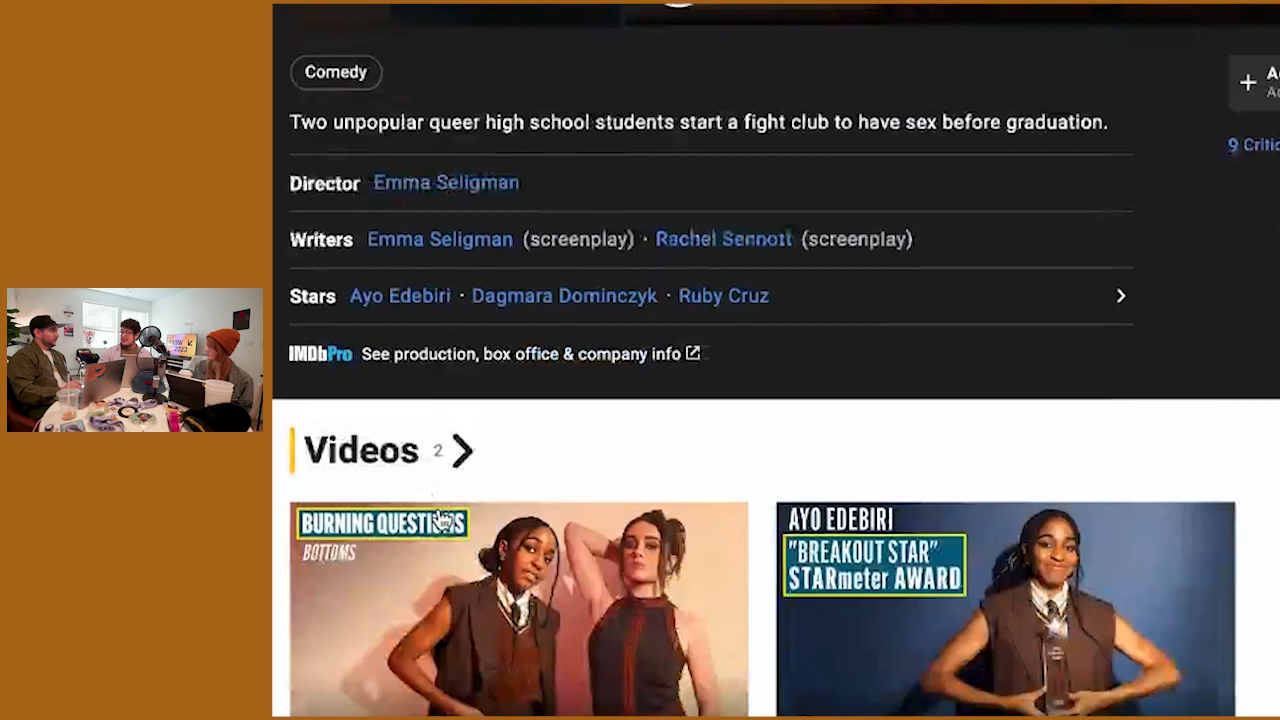 Comedy
Two unpopular queer high school students start a fight club to have sex before graduation.
Director Emma Seligman
Writers Emma Seligman (screenplay) · Rachel Sennott (screenplay)
Stars Ayo Edebiri · Dagmara Dominczyk · Ruby Cruz
IMDbPro See production, box office & company info
9 Critic
Videos 2
BURNING QUESTIONS
BOTTOMS
AYO EDEBIRI
"BREAKOUT STAR"
STARmeter AWARD
2023